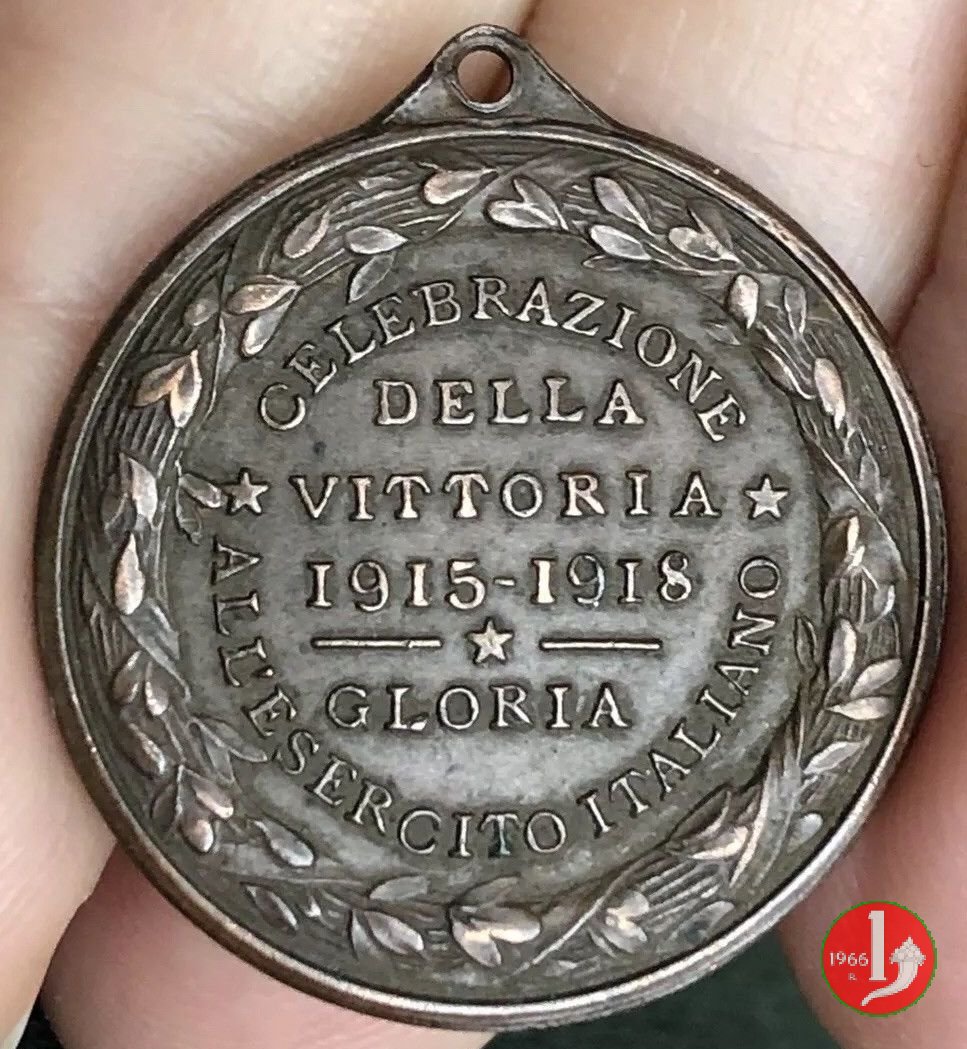 CELEBRAZIONE
DELLA
VITTORIA
1915-1918
GLORIA
ALL'ESERCITO ITALIANO
1966
R.